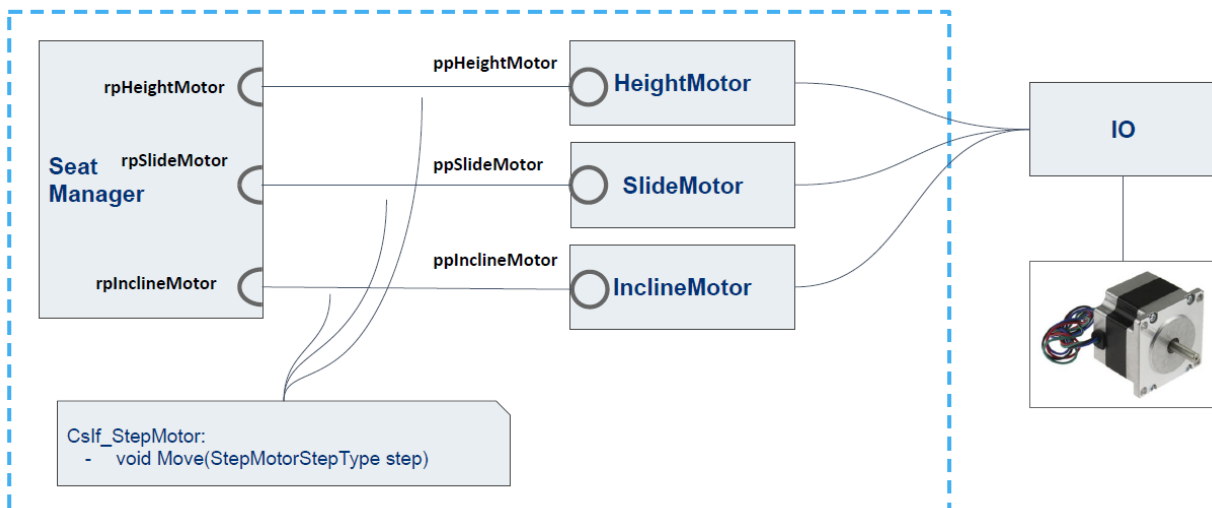 rpHeightMotor
ppHeightMotor
HeightMotor
IO
Seat
Manager
rpSlideMotor
ppSlideMotor
SlideMotor
rpInclineMotor
ppInclineMotor
InclineMotor
CsIf_StepMotor:
- void Move(StepMotorStepType step)